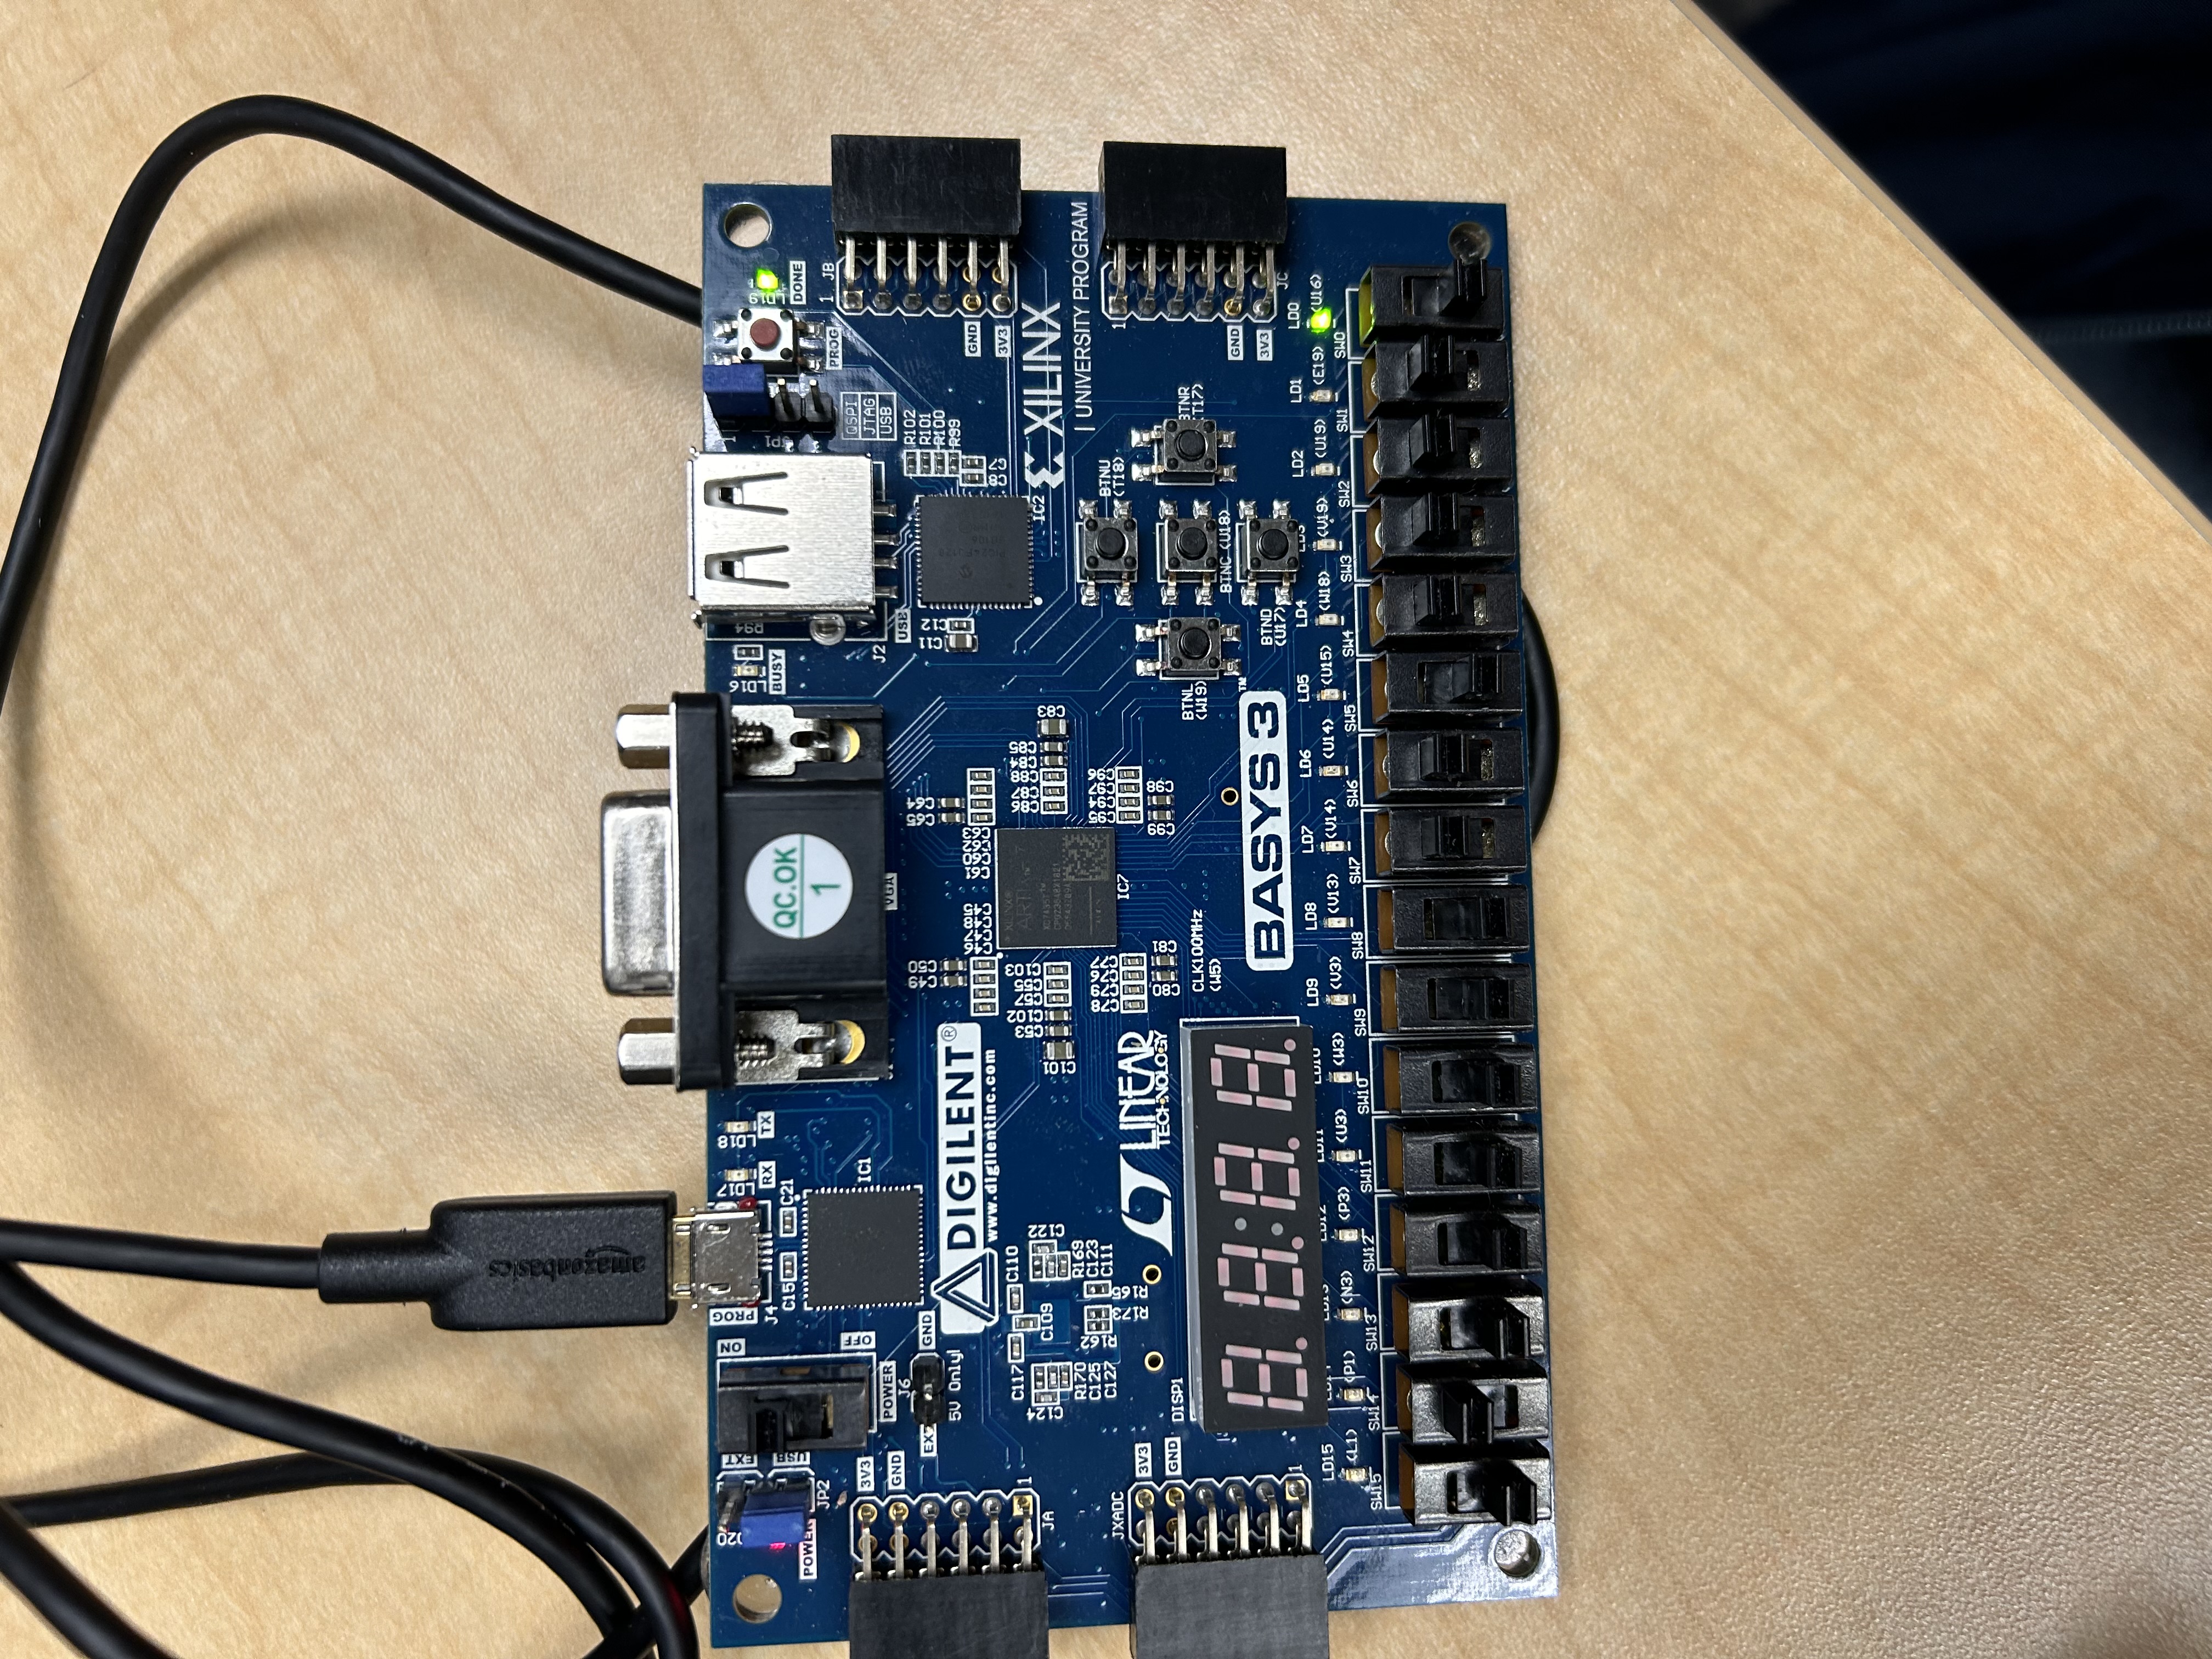 amazonbasics
POWER
JP2
EXT
USB
ON
OFF
POWER
J6
GND
5V Only!
PROG
J4
C15
C21
LD17
RX
LD18
TX
IC1
QC.OK
1
VGA
LD16
BUSY
R94
J2
USB
QSPI
JTAG
USB
PROG
LD19
DONE
1
JB
GND
3V3
3V3
GND
1
JA
DIGILENT®
www.digilentinc.com
C49
C50
C65
C64
C46
C47
C48
C45
C61
C60
C62
C63
C11
C12
R102
R101
R100
R99
C8
C7
IC2
XILINX
UNIVERSITY PROGRAM
C117
C110
C124
C109
C122
R170
C125
C127
R162
R173
R165
R169
C123
C111
C101
C53
C102
C57
C55
C103
C86
C87
C88
C84
C85
C83
C78
C79
C76
C77
C95
C94
C97
C96
C80
C81
C99
C98
IC7
JXADC
3V3
GND
1
LINEAR
TECHNOLOGY
DISP1
CLK100MHz
(W5)
BTNU
(T18)
BTNL
(W19)
BTNC (U18)
(T17)
BTND
(U17)
BASYS 3™
1
GND
3V3
JC
LD15
(L1)
(P1)
(N3)
(P3)
(U3)
(W3)
LD9
(V3)
LD8
(V13)
LD7
(V14)
LD6
(U14)
LD5
(U15)
LD4
(W18)
(V19)
LD2
(U19)
LD1
(E19)
LD0
(U16)
SW15
SW14
SW13
SW12
SW11
SW10
SW9
SW8
SW7
SW6
SW5
SW4
SW3
SW2
SW1
SW0